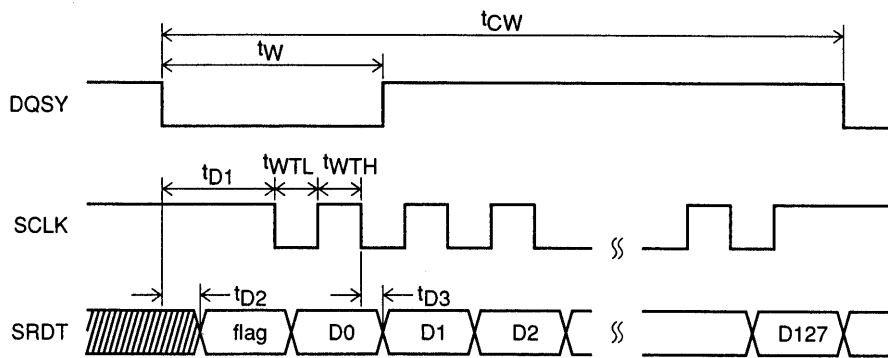 tCW
tW
DQSY
tD1 tWTL tWTH
SCLK
tD2 tD3
SRDT flag D0 D1 D2 D127